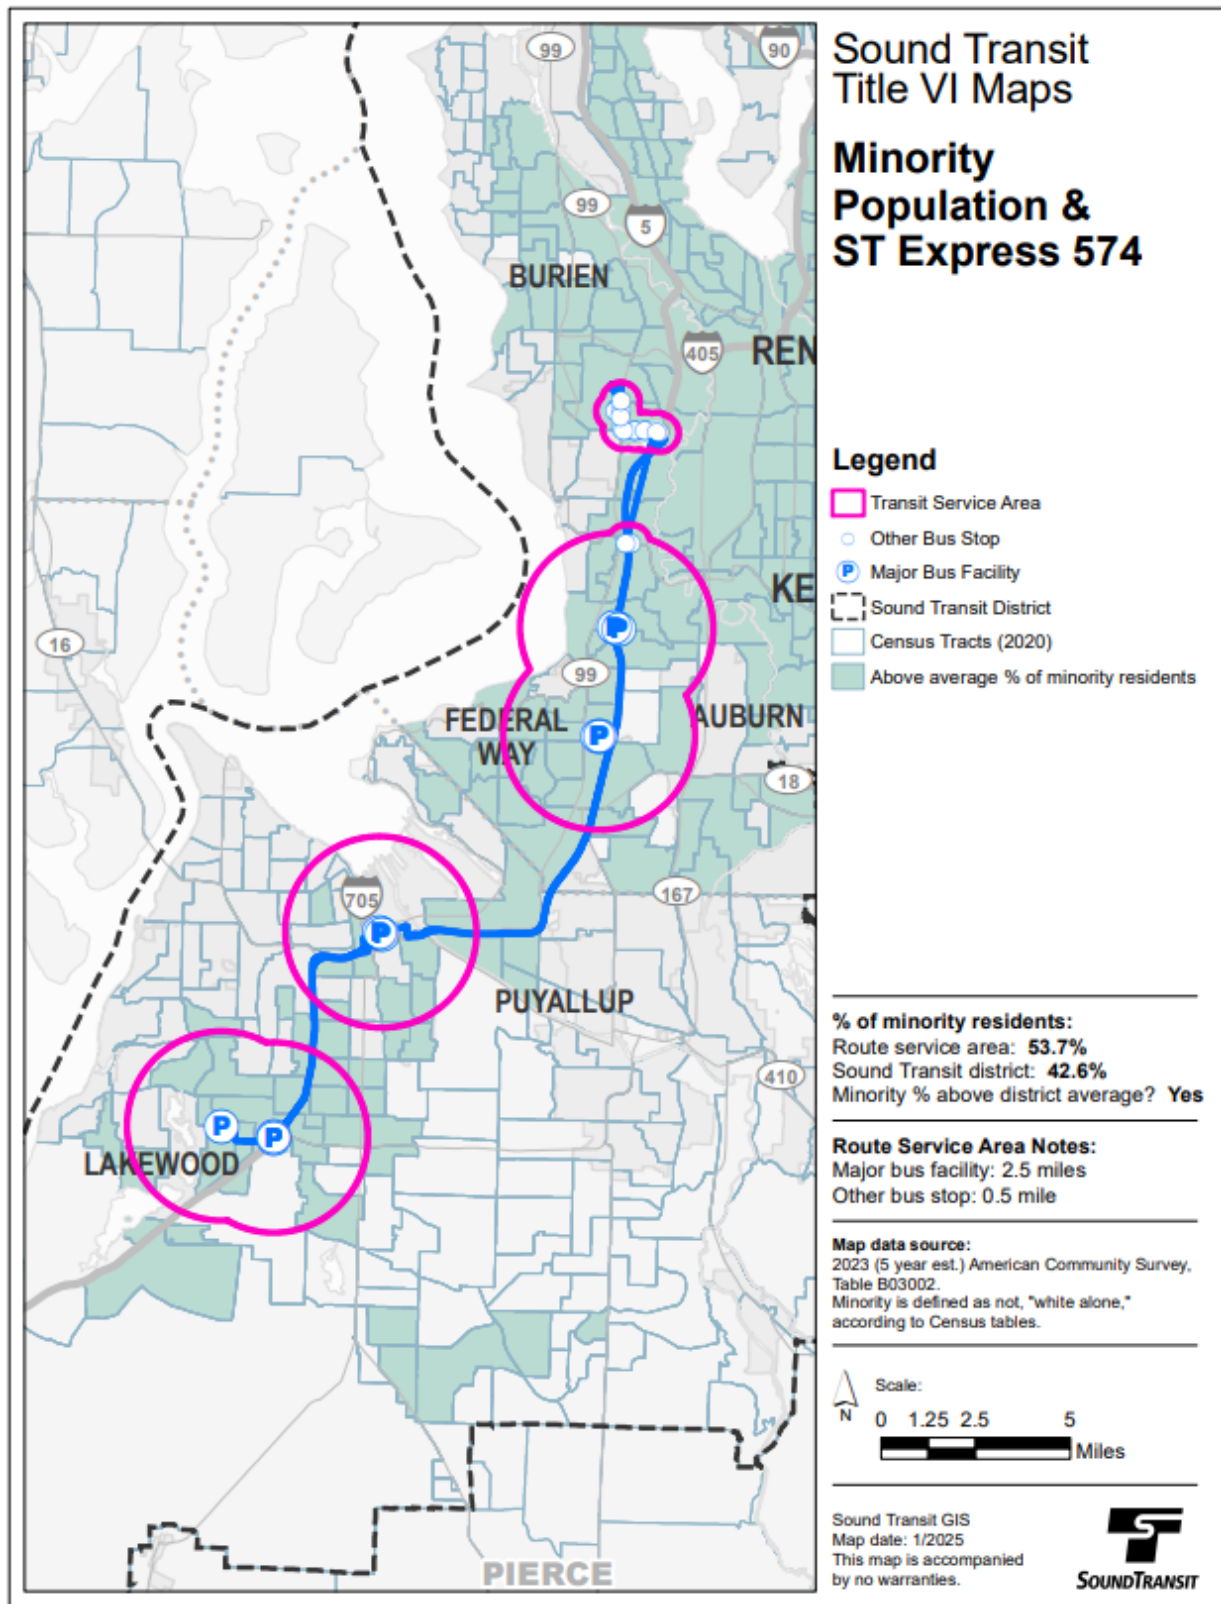 Sound Transit
Title VI Maps
Minority
Population &
ST Express 574
99
90
99
5
BURIEN
405
REN
KE
16
99
FEDERAL
WAY
AUBURN
18
705
167
PUYALLUP
410
LAKEWOOD
PIERCE
P
P
P
P
P
Legend
Transit Service Area
Other Bus Stop
P Major Bus Facility
Sound Transit District
Census Tracts (2020)
Above average % of minority residents
% of minority residents:
Route service area: 53.7%
Sound Transit district: 42.6%
Minority % above district average? Yes
Route Service Area Notes:
Major bus facility: 2.5 miles
Other bus stop: 0.5 mile
Map data source:
2023 (5 year est.) American Community Survey,
Table B03002.
Minority is defined as not, "white alone,"
according to Census tables.
N
Scale:
0 1.25 2.5 5
Miles
Sound Transit GIS
Map date: 1/2025
This map is accompanied
by no warranties.
SOUNDTRANSIT